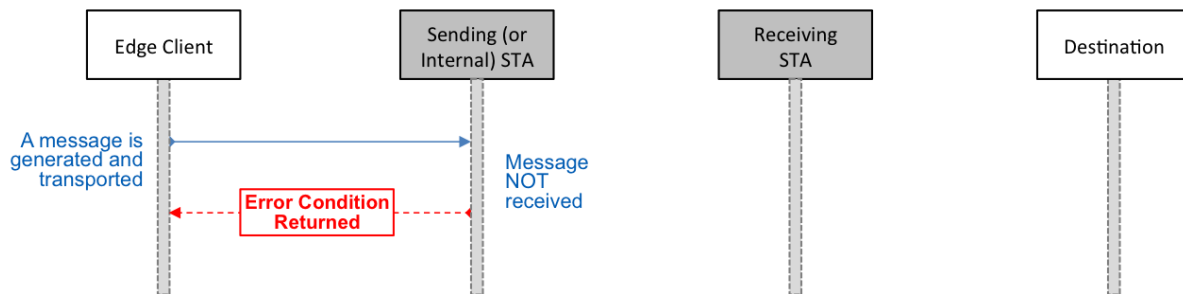 Edge Client
Sending (or
Internal) STA
Receiving
STA
Destination
A message is
generated and
transported
Message
NOT
received
Error Condition
Returned